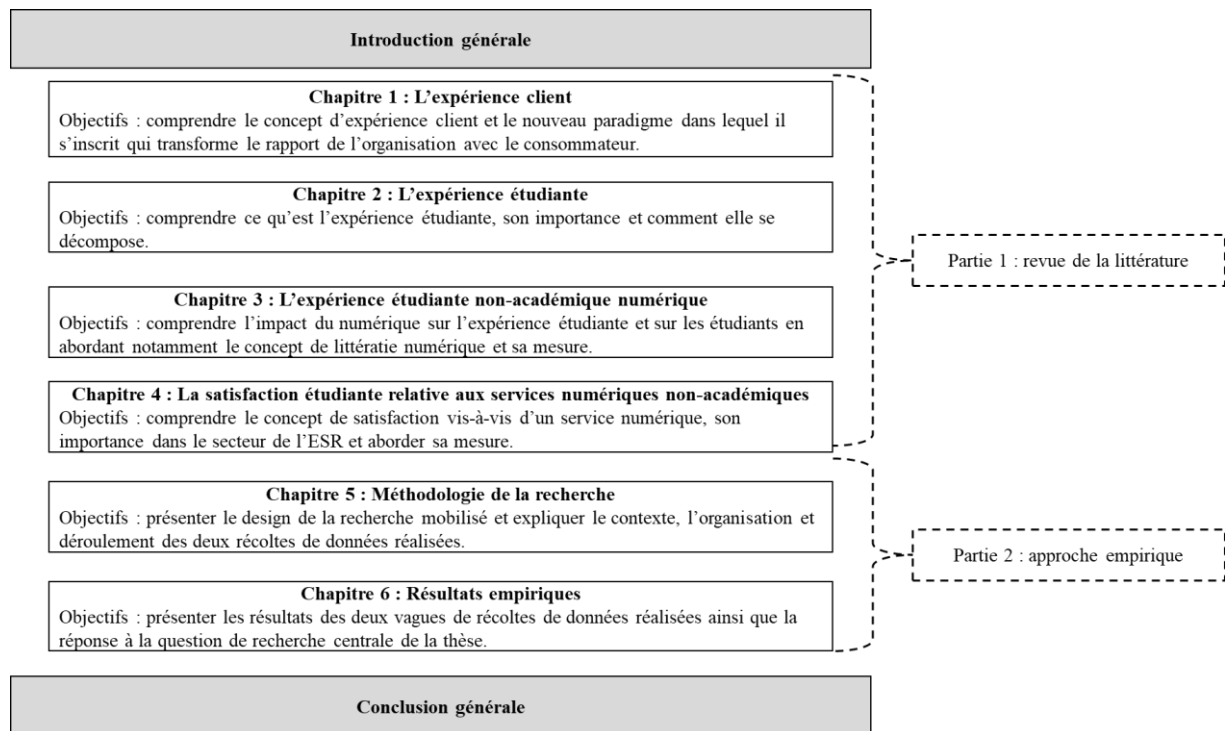 Introduction générale
Chapitre 1 : L'expérience client
Objectifs : comprendre le concept d'expérience client et le nouveau paradigme dans lequel il
s'inscrit qui transforme le rapport de l'organisation avec le consommateur.
Chapitre 2 : L'expérience étudiante
Objectifs : comprendre ce qu'est l'expérience étudiante, son importance et comment elle se
décompose.
Partie 1 : revue de la littérature
Chapitre 3 : L'expérience étudiante non-académique numérique
Objectifs : comprendre l'impact du numérique sur l'expérience étudiante et sur les étudiants en
abordant notamment le concept de littératie numérique et sa mesure.
Chapitre 4 : La satisfaction étudiante relative aux services numériques non-académiques
Objectifs : comprendre le concept de satisfaction vis-à-vis d'un service numérique, son
importance dans le secteur de l'ESR et aborder sa mesure.
Chapitre 5 : Méthodologie de la recherche
Objectifs : présenter le design de la recherche mobilisé et expliquer le contexte, l'organisation et
déroulement des deux récoltes de données réalisées.
Partie 2 : approche empirique
Chapitre 6 : Résultats empiriques
Objectifs : présenter les résultats des deux vagues de récoltes de données réalisées ainsi que la
réponse à la question de recherche centrale de la thèse.
Conclusion générale